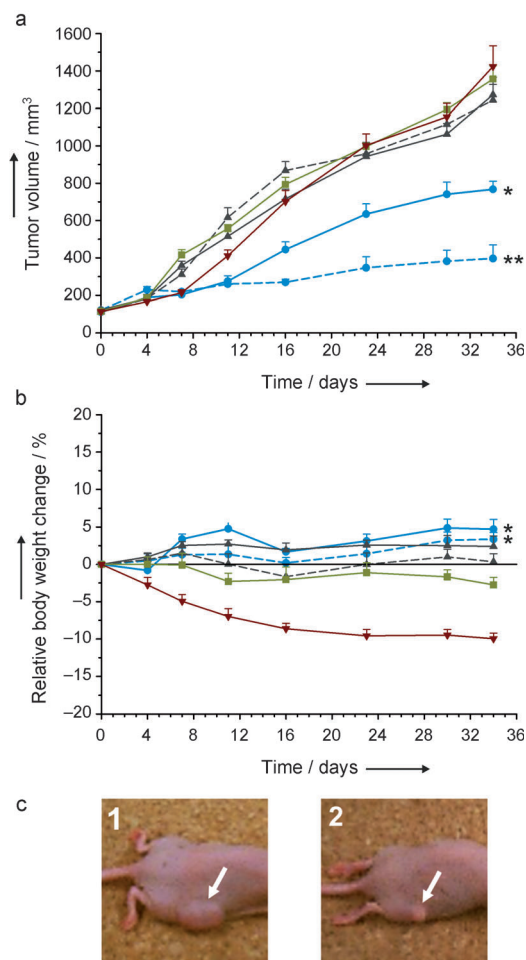 a
1600
1400
1200
1000
800
600
400
200
0
Tumor volume / mm³
*
**
0 4 8 12 16 20 24 28 32 36
Time / days
b
20
15
10
5
0
–5
–10
–15
–20
Relative body weight change / %
*
*
0 4 8 12 16 20 24 28 32 36
Time / days
c
1 2